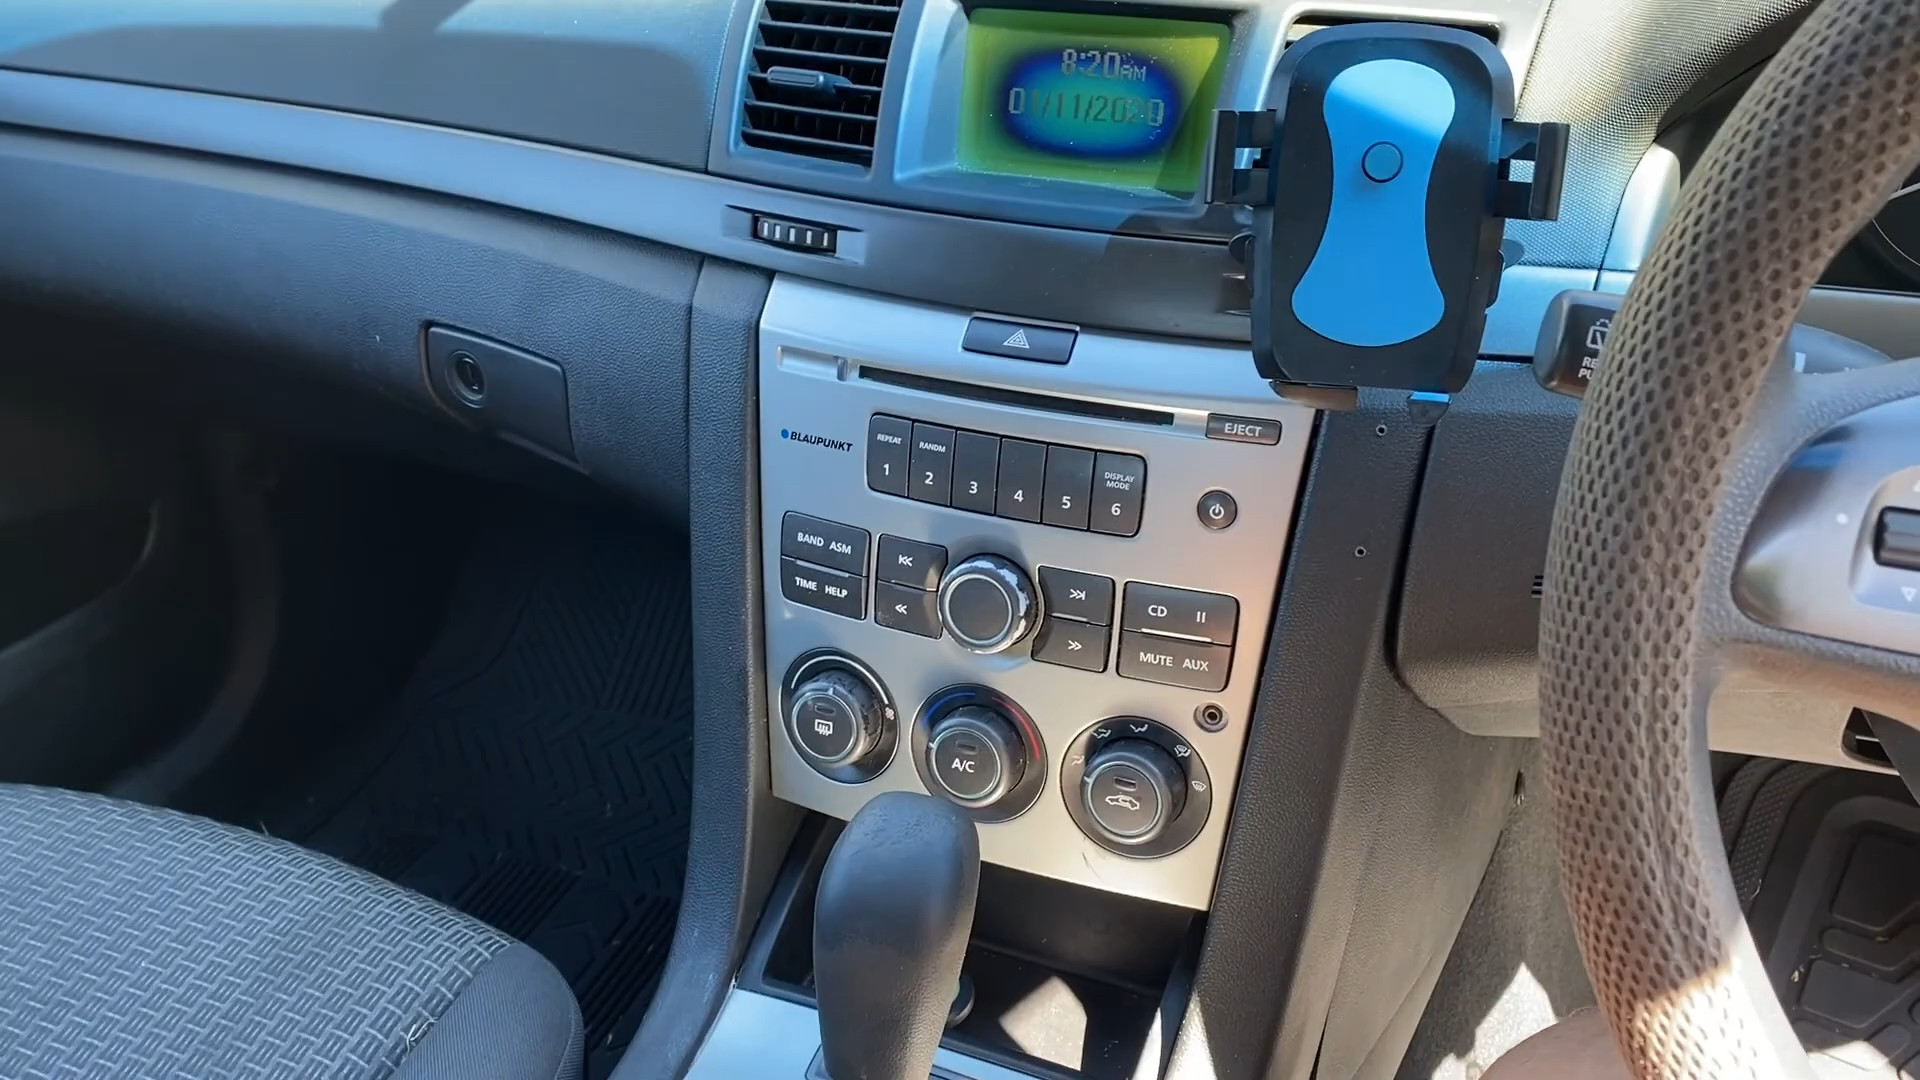 8:20AM
01/11/2020
EJECT
BLAUPUNKT
REPEAT
1
RANDM
2
3
4
5
DISPLAY
MODE
6
BAND ASM
TIME HELP
CD
MUTE AUX
A/C